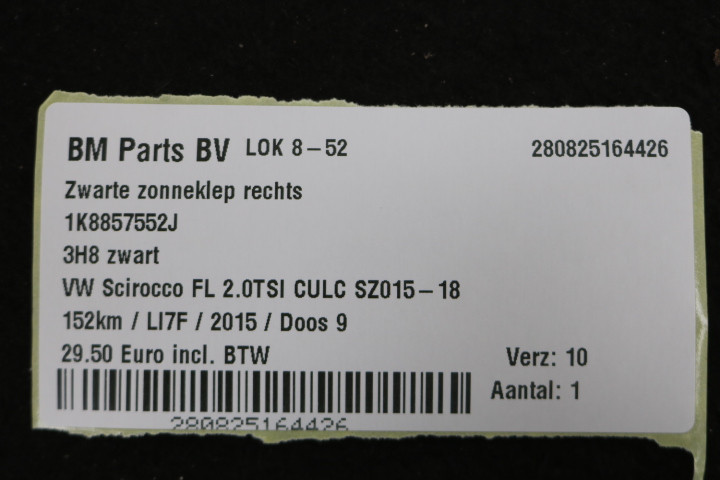 BM Parts BV LOK 8-52 280825164426
Zwarte zonneklep rechts
1K8857552J
3H8 zwart
VW Scirocco FL 2.0TSI CULC SZ015-18
152km / LI7F / 2015 / Doos 9
29.50 Euro incl. BTW Verz: 10
Aantal: 1
280825164426